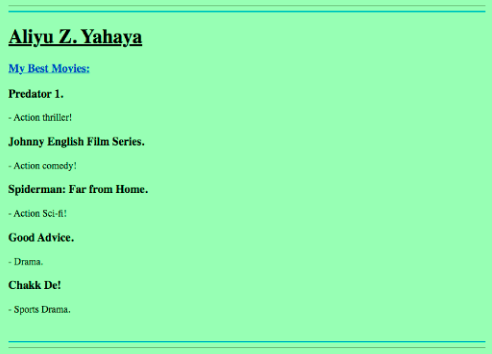 Aliyu Z. Yahaya
My Best Movies:
Predator 1.
- Action thriller!
Johnny English Film Series.
- Action comedy!
Spiderman: Far from Home.
- Action Sci-fi!
Good Advice.
- Drama.
Chakk De!
- Sports Drama.